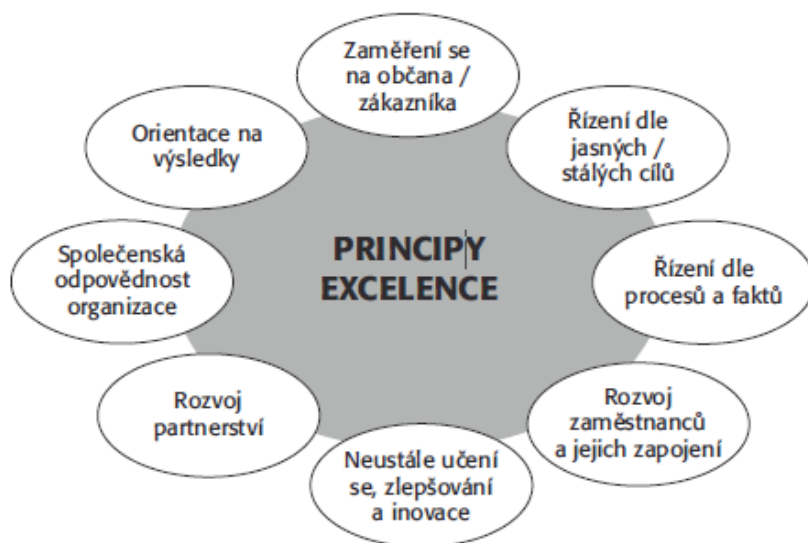 Zaměření se
na občana /
zákazníka
Orientace na
výsledky
Řízení dle
jasných /
stálých cílů
PRINCIPY
EXCELENCE
Společenská
odpovědnost
organizace
Řízení dle
procesů a faktů
Rozvoj
partnerství
Rozvoj
zaměstnanců
a jejich zapojení
Neustále učení
se, zlepšování
a inovace